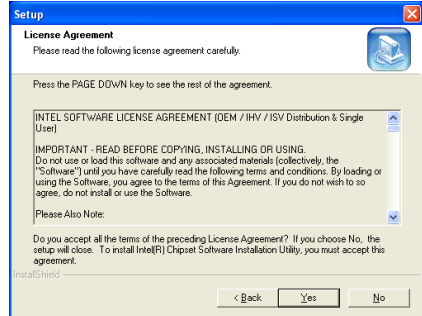 Setup
License Agreement
Please read the following license agreement carefully.
Press the PAGE DOWN key to see the rest of the agreement.
INTEL SOFTWARE LICENSE AGREEMENT (OEM / IHV / ISV Distribution & Single
User)
IMPORTANT - READ BEFORE COPYING, INSTALLING OR USING.
Do not use or load this software and any associated materials (collectively, the
"Software") until you have carefully read the following terms and conditions. By loading or
using the Software, you agree to the terms of this Agreement. If you do not wish to so
agree, do not install or use the Software.
Please Also Note:
Do you accept all the terms of the preceding License Agreement? If you choose No, the
setup will close. To install Intel(R) Chipset Software Installation Utility, you must accept this
agreement.
InstallShield
< Back Yes No